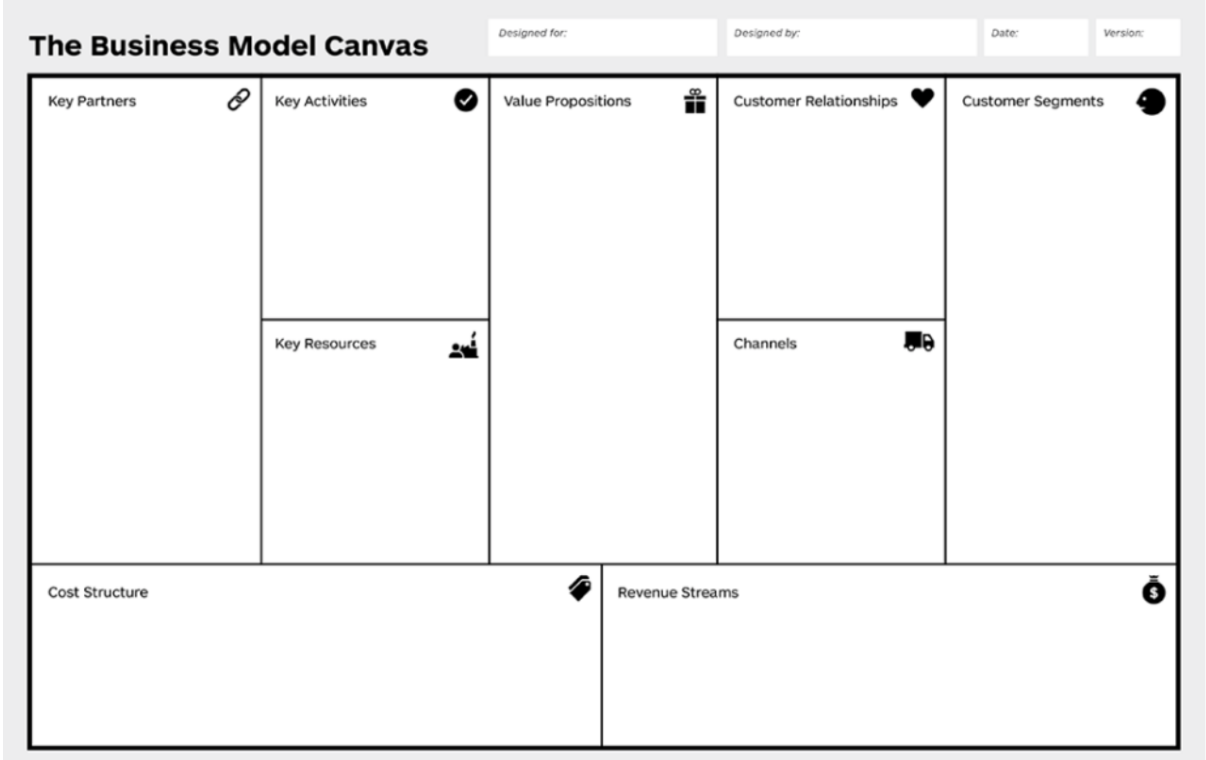 The Business Model Canvas
Designed for:
Designed by:
Date:
Version:
Key Partners
Key Activities
Value Propositions
Customer Relationships
Customer Segments
Key Resources
Channels
Cost Structure
Revenue Streams
$